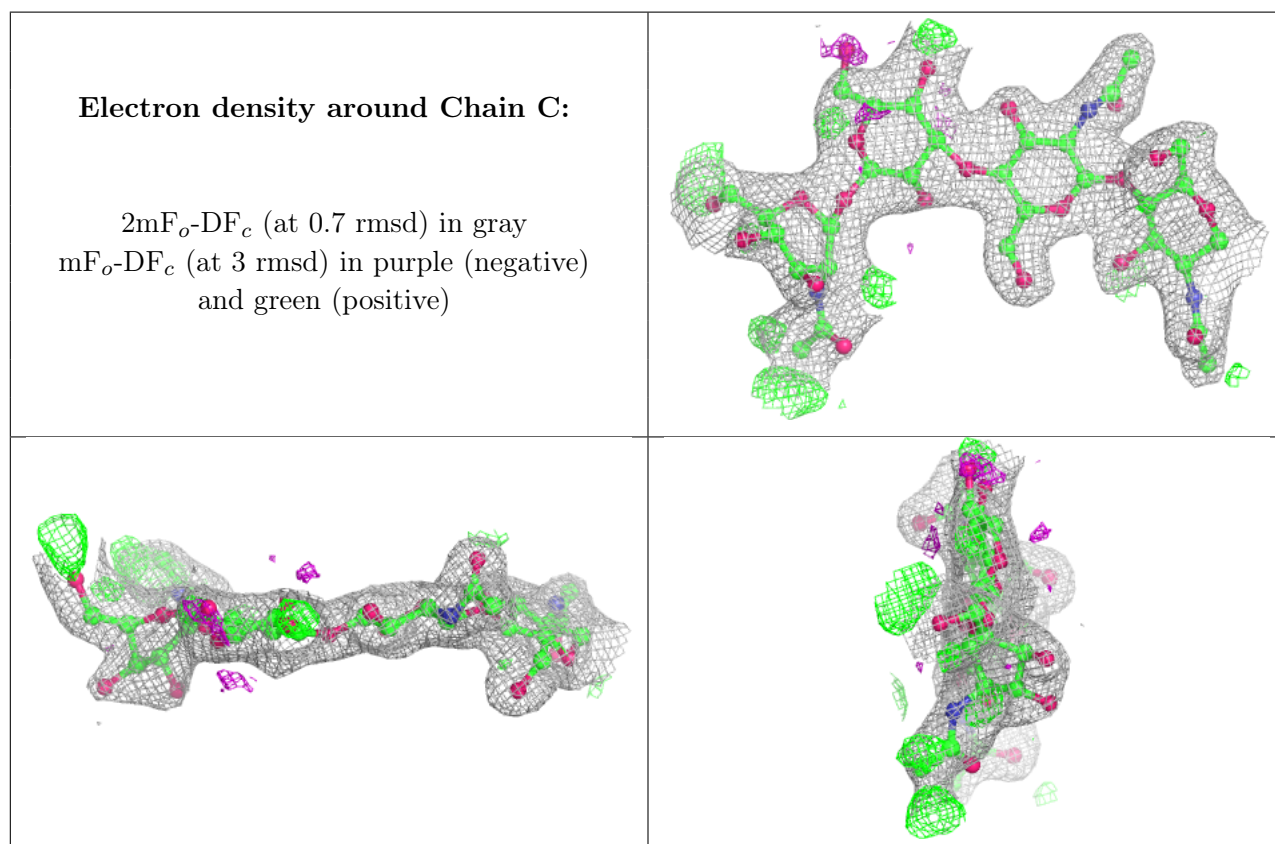 Electron density around Chain C:
2mFo-DFc (at 0.7 rmsd) in gray
mFo-DFc (at 3 rmsd) in purple (negative)
and green (positive)